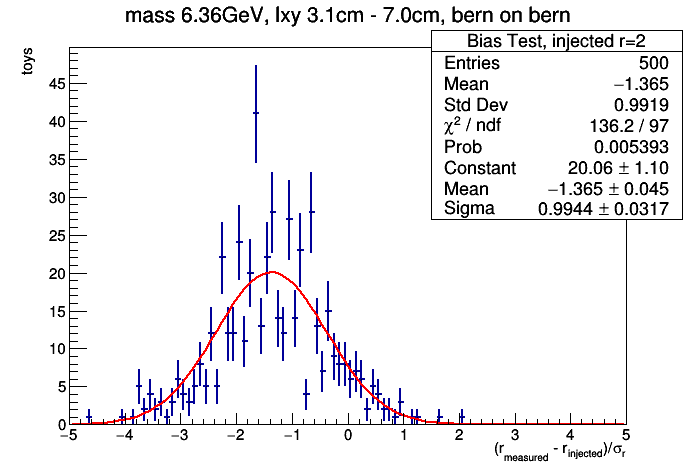 mass 6.36GeV, lxy 3.1cm - 7.0cm, bern on bern
toys
Bias Test, injected r=2
Entries 500
Mean −1.365
Std Dev 0.9919
χ² / ndf 136.2 / 97
Prob 0.005393
Constant 20.06 ± 1.10
Mean −1.365 ± 0.045
Sigma 0.9944 ± 0.0317
45
40
35
30
25
20
15
10
5
0
−5 −4 −3 −2 −1 0 1 2 3 4 5
(r_measured - r_injected)/σ_r